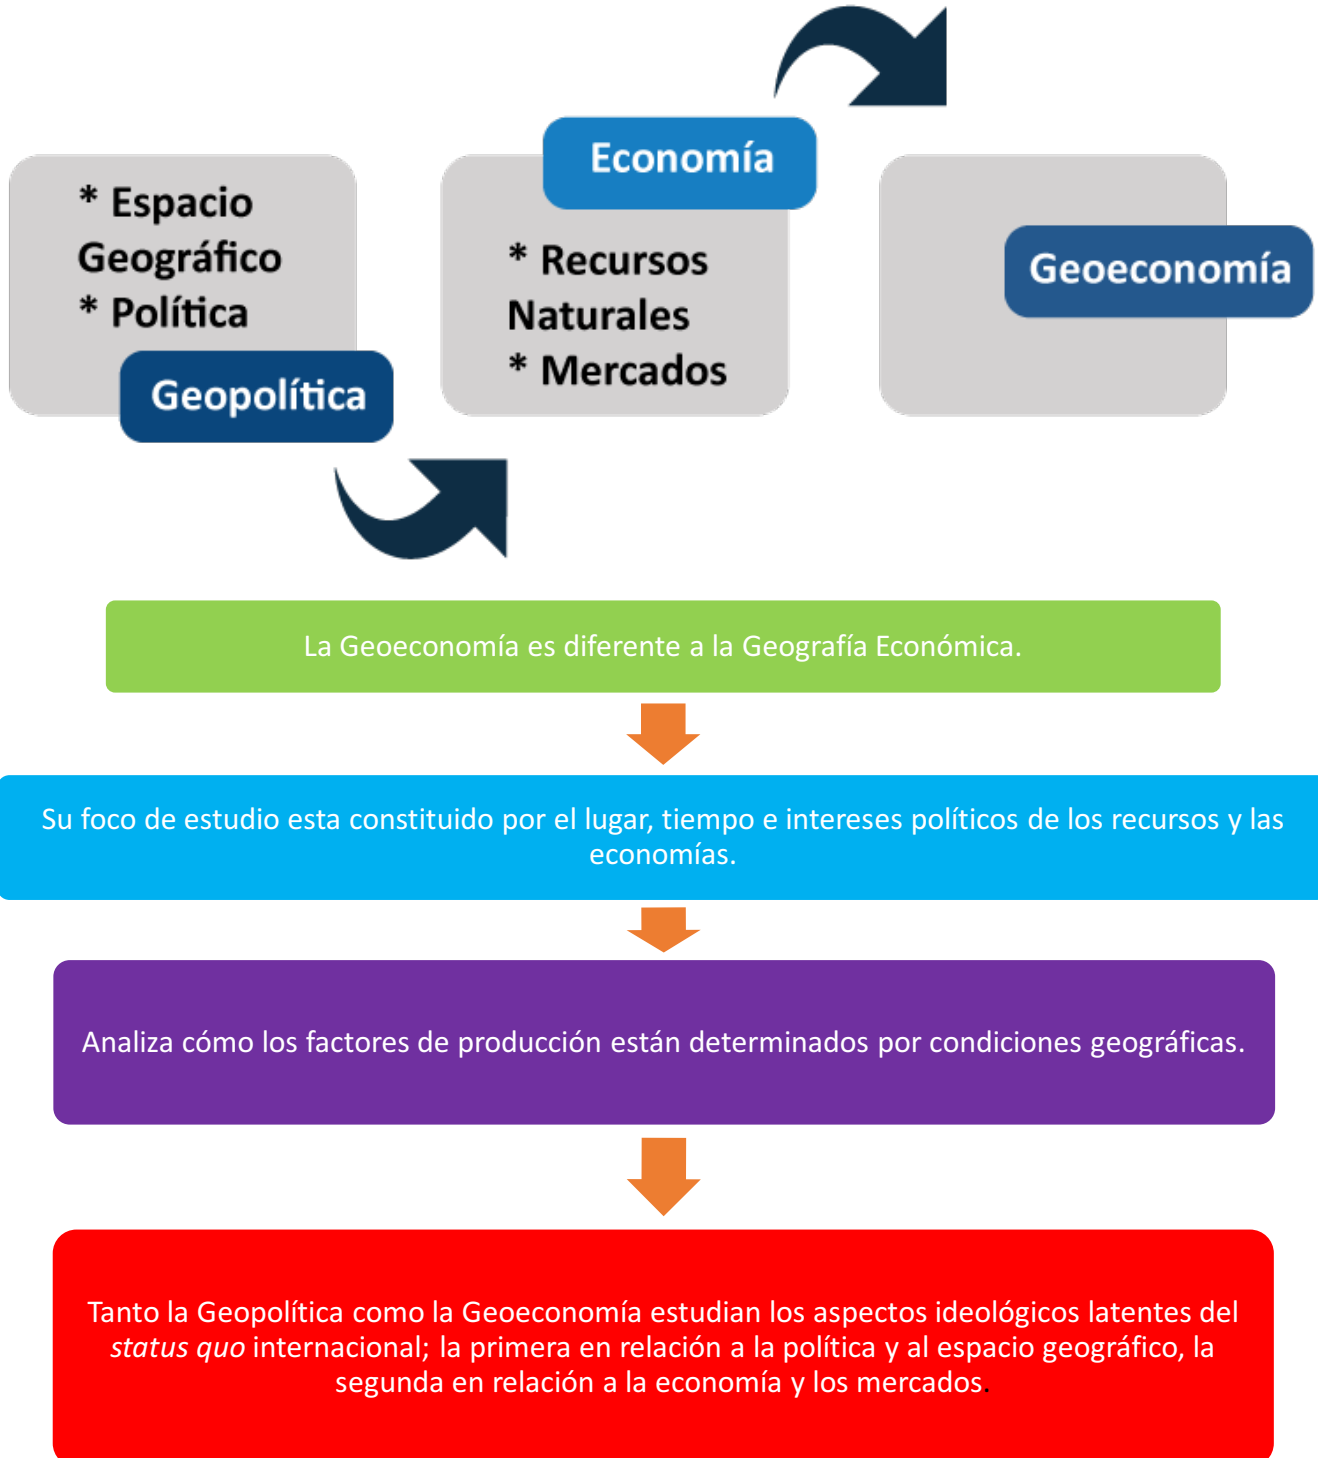 * Espacio
Geográfico
* Política
Geopolítica
Economía
* Recursos
Naturales
* Mercados
Geoeconomía
La Geoeconomía es diferente a la Geografía Económica.
Su foco de estudio esta constituido por el lugar, tiempo e intereses políticos de los recursos y las
economías.
Analiza cómo los factores de producción están determinados por condiciones geográficas.
Tanto la Geopolítica como la Geoeconomía estudian los aspectos ideológicos latentes del
status quo internacional; la primera en relación a la política y al espacio geográfico, la
segunda en relación a la economía y los mercados.